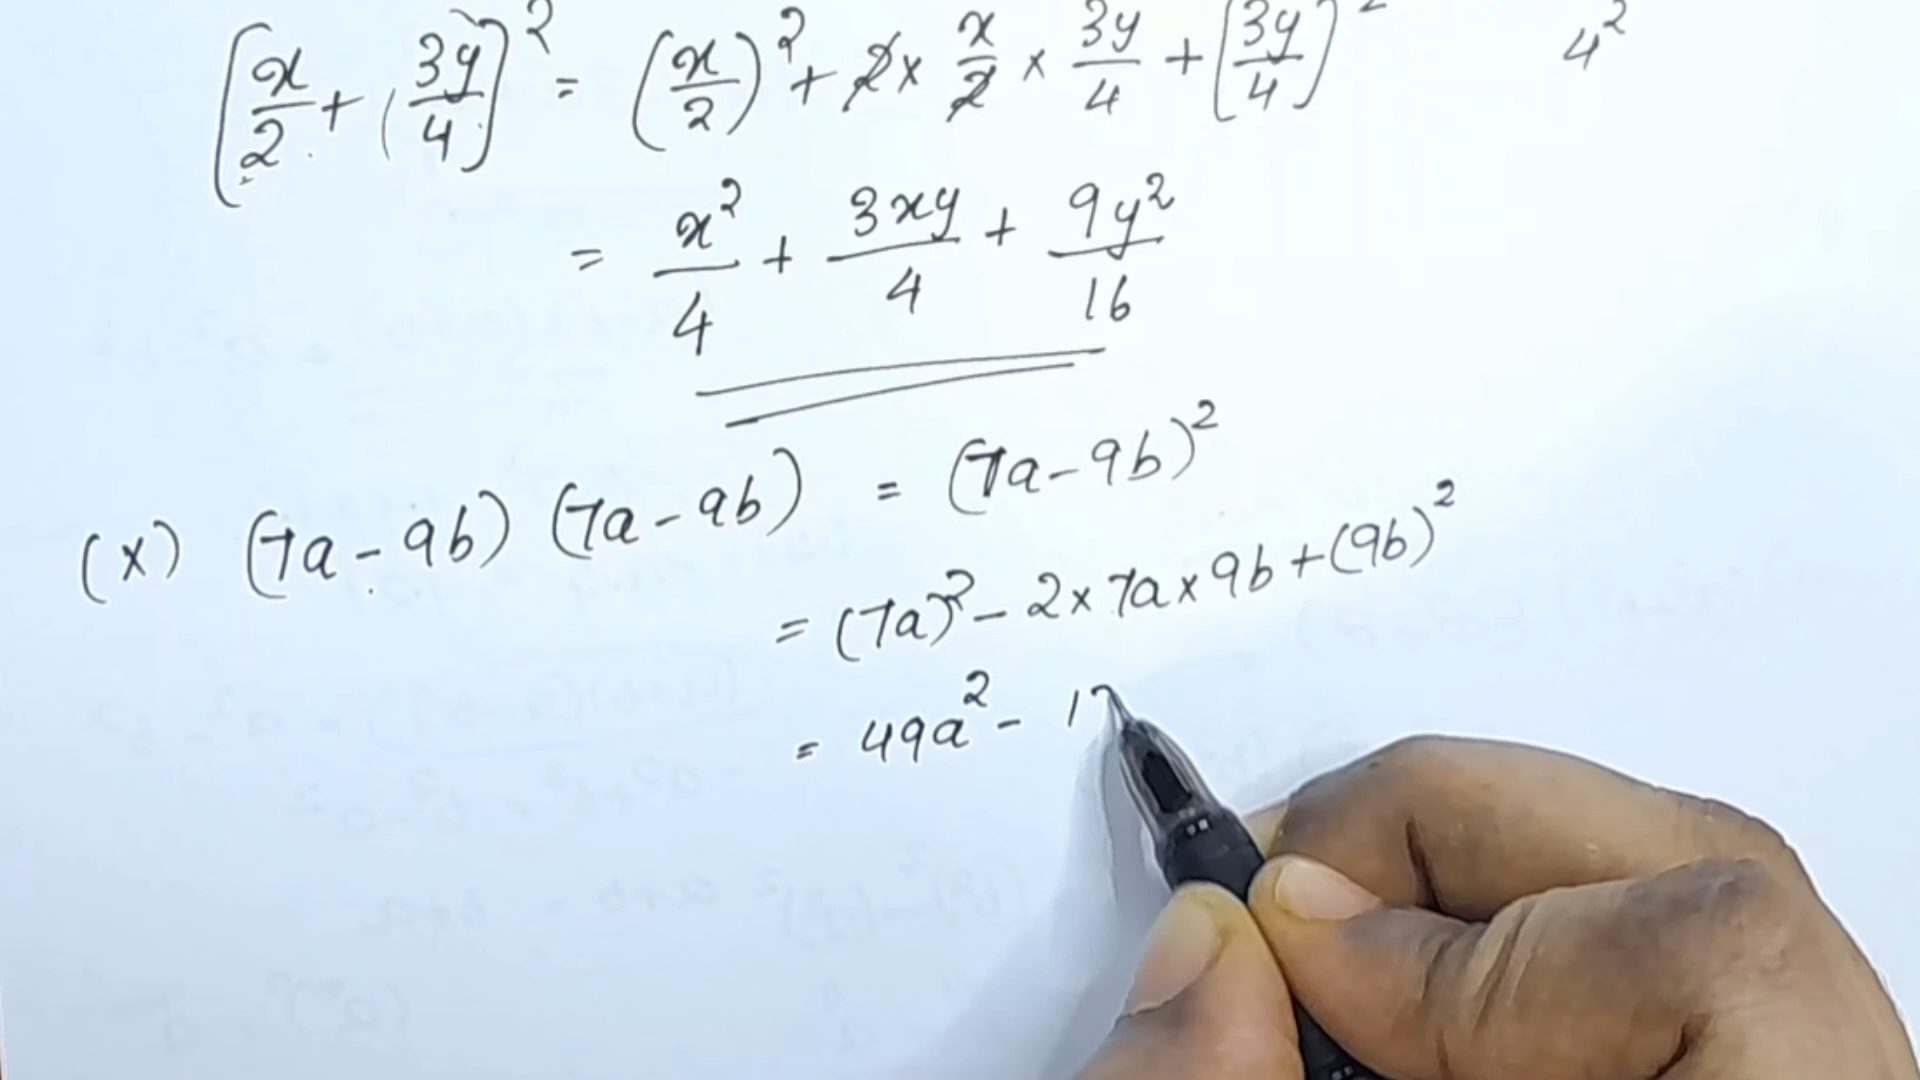 [x/2 + (3y/4)]² = (x/2)² + 2 × x/2 × 3y/4 + [3y/4]² 4²
= x²/4 + 3xy/4 + 9y²/16
(x) (7a - 9b) (7a - 9b) = (7a - 9b)²
= (7a)² - 2 × 7a × 9b + (9b)²
= 49a² - 12